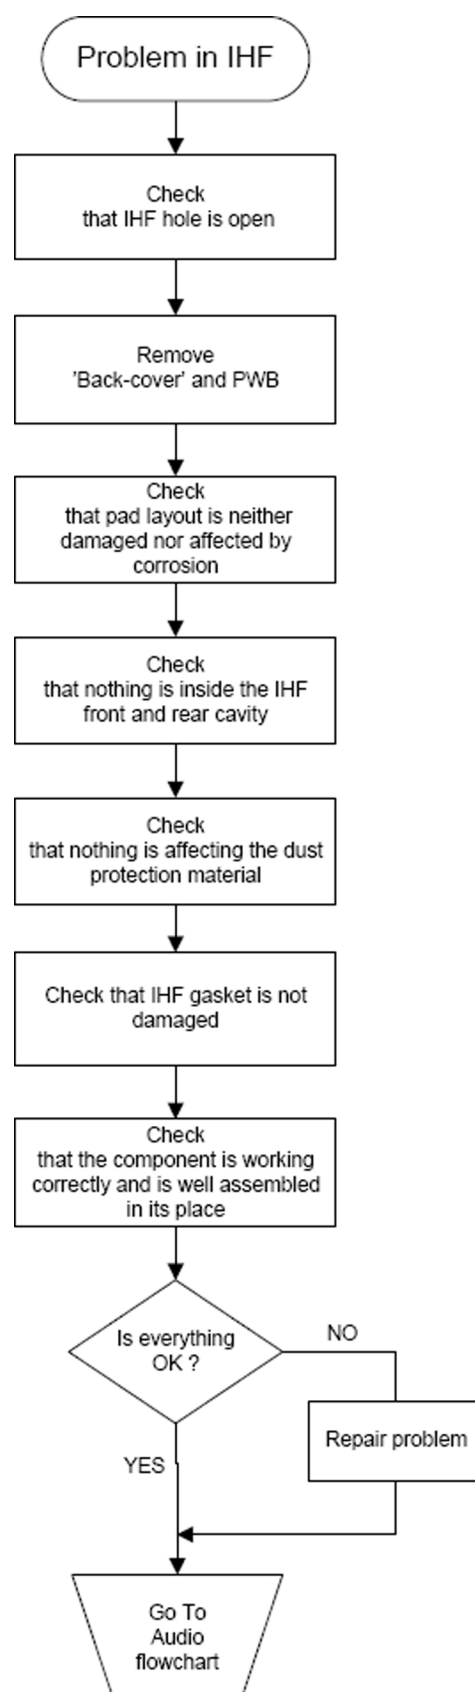 Problem in IHF
Check
that IHF hole is open
Remove
'Back-cover' and PWB
Check
that pad layout is neither
damaged nor affected by
corrosion
Check
that nothing is inside the IHF
front and rear cavity
Check
that nothing is affecting the dust
protection material
Check that IHF gasket is not
damaged
Check
that the component is working
correctly and is well assembled
in its place
Is everything
OK ?
NO
Repair problem
YES
Go To
Audio
flowchart